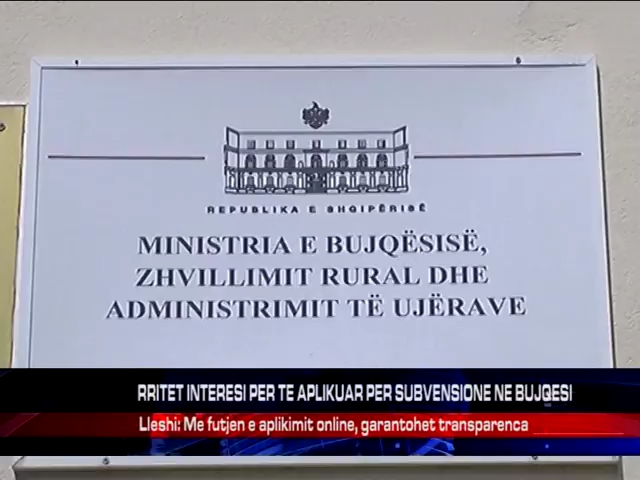 REPUBLIKA E SHQIPËRISË
MINISTRIA E BUJQËSISË,
ZHVILLIMIT RURAL DHE
ADMINISTRIMIT TË UJËRAVE
RRITET INTERESI PER TE APLIKUAR PER SUBVENSIONE NE BUJQESI
Lleshi: Me futjen e aplikimit online, garantohet transparenca